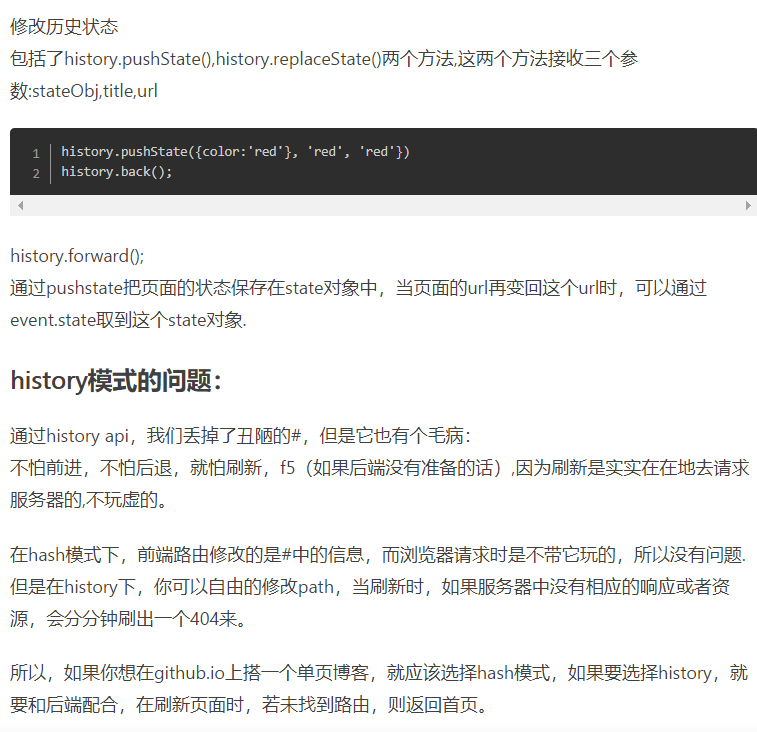 修改历史状态
包括了history.pushState(),history.replaceState()两个方法,这两个方法接收三个参
数:stateObj,title,url
1 history.pushState({color:'red'}, 'red', 'red'})
2 history.back();
history.forward();
通过pushstate把页面的状态保存在state对象中，当页面的url再变回这个url时，可以通过
event.state取到这个state对象.
history模式的问题：
通过history api，我们丢掉了丑陋的#，但是它也有个毛病：
不怕前进，不怕后退，就怕刷新，f5（如果后端没有准备的话）,因为刷新是实实在在地去请求
服务器的,不玩虚的。
在hash模式下，前端路由修改的是#中的信息，而浏览器请求时是不带它玩的，所以没有问题.
但是在history下，你可以自由的修改path，当刷新时，如果服务器中没有相应的响应或者资
源，会分分钟刷出一个404来。
所以，如果你想在github.io上搭一个单页博客，就应该选择hash模式，如果要选择history，就
要和后端配合，在刷新页面时，若未找到路由，则返回首页。